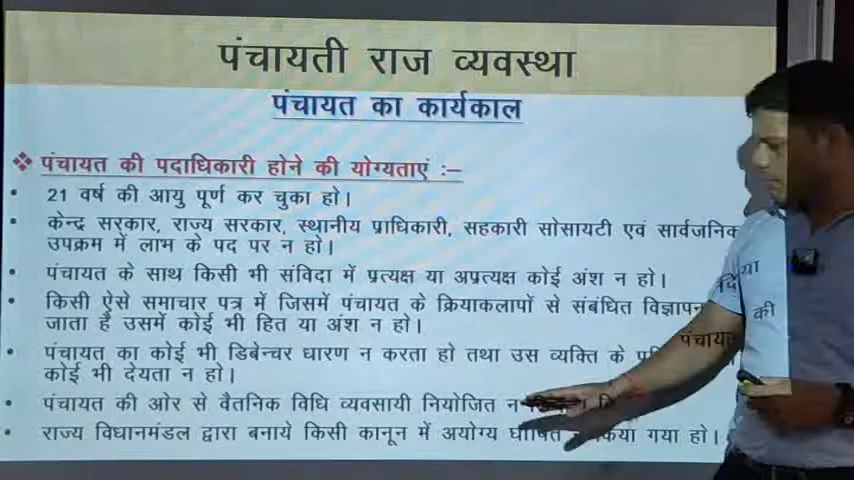 पंचायती राज व्यवस्था
पंचायत का कार्यकाल
❖ पंचायत की पदाधिकारी होने की योग्यताएं :–
• 21 वर्ष की आयु पूर्ण कर चुका हो।
• केन्द्र सरकार, राज्य सरकार, स्थानीय प्राधिकारी, सहकारी सोसायटी एवं सार्वजनिक
उपक्रम में लाभ के पद पर न हो।
• पंचायत के साथ किसी भी संविदा में प्रत्यक्ष या अप्रत्यक्ष कोई अंश न हो।
• किसी ऐसे समाचार पत्र में जिसमें पंचायत के क्रियाकलापों से संबंधित विज्ञापन
जाता है उसमें कोई भी हित या अंश न हो।
• पंचायत का कोई भी डिबेन्चर धारण न करता हो तथा उस व्यक्ति के पंचायत की
कोई भी देयता न हो।
• पंचायत की ओर से वैतनिक विधि व्यवसायी नियोजित न
• राज्य विधानमंडल द्वारा बनाये किसी कानून में अयोग्य घोषित किया गया हो।